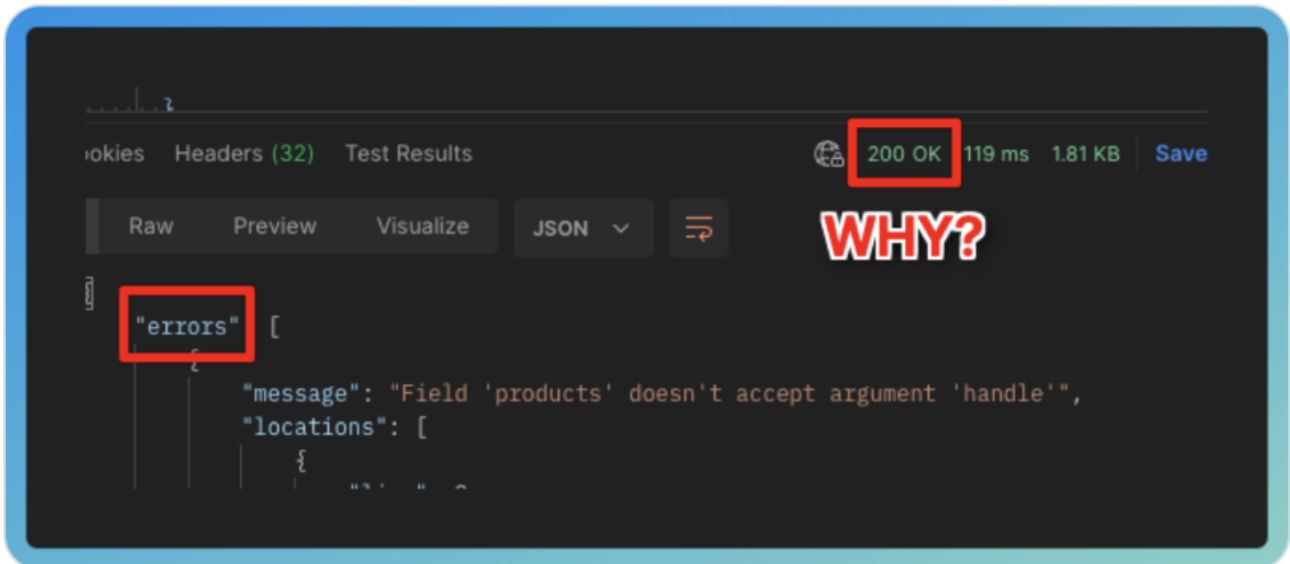 }
okies Headers (32) Test Results 200 OK 119 ms 1.81 KB Save
Raw Preview Visualize JSON
WHY?
"errors" [
{
"message": "Field 'products' doesn't accept argument 'handle'",
"locations": [
{